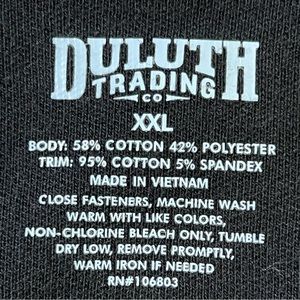 DULUTH
TRADING
CO
XXL
BODY: 58% COTTON 42% POLYESTER
TRIM: 95% COTTON 5% SPANDEX
MADE IN VIETNAM
CLOSE FASTENERS, MACHINE WASH
WARM WITH LIKE COLORS,
NON-CHLORINE BLEACH ONLY, TUMBLE
DRY LOW, REMOVE PROMPTLY,
WARM IRON IF NEEDED
RN#106803